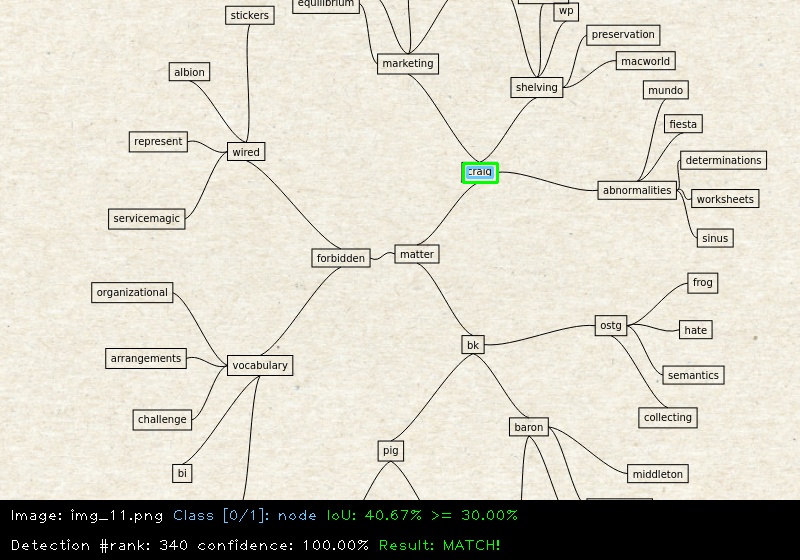 equilibrium
wp
stickers
preservation
marketing
macworld
albion
shelving
mundo
fiesta
represent
wired
determinations
craig
abnormalities
worksheets
servicemagic
sinus
forbidden
matter
frog
organizational
ostg
hate
bk
arrangements
vocabulary
semantics
challenge
collecting
baron
pig
bi
middleton
Image: img_11.png Class [0/1]: node IoU: 40.67% >= 30.00%
Detection #rank: 340 confidence: 100.00% Result: MATCH!